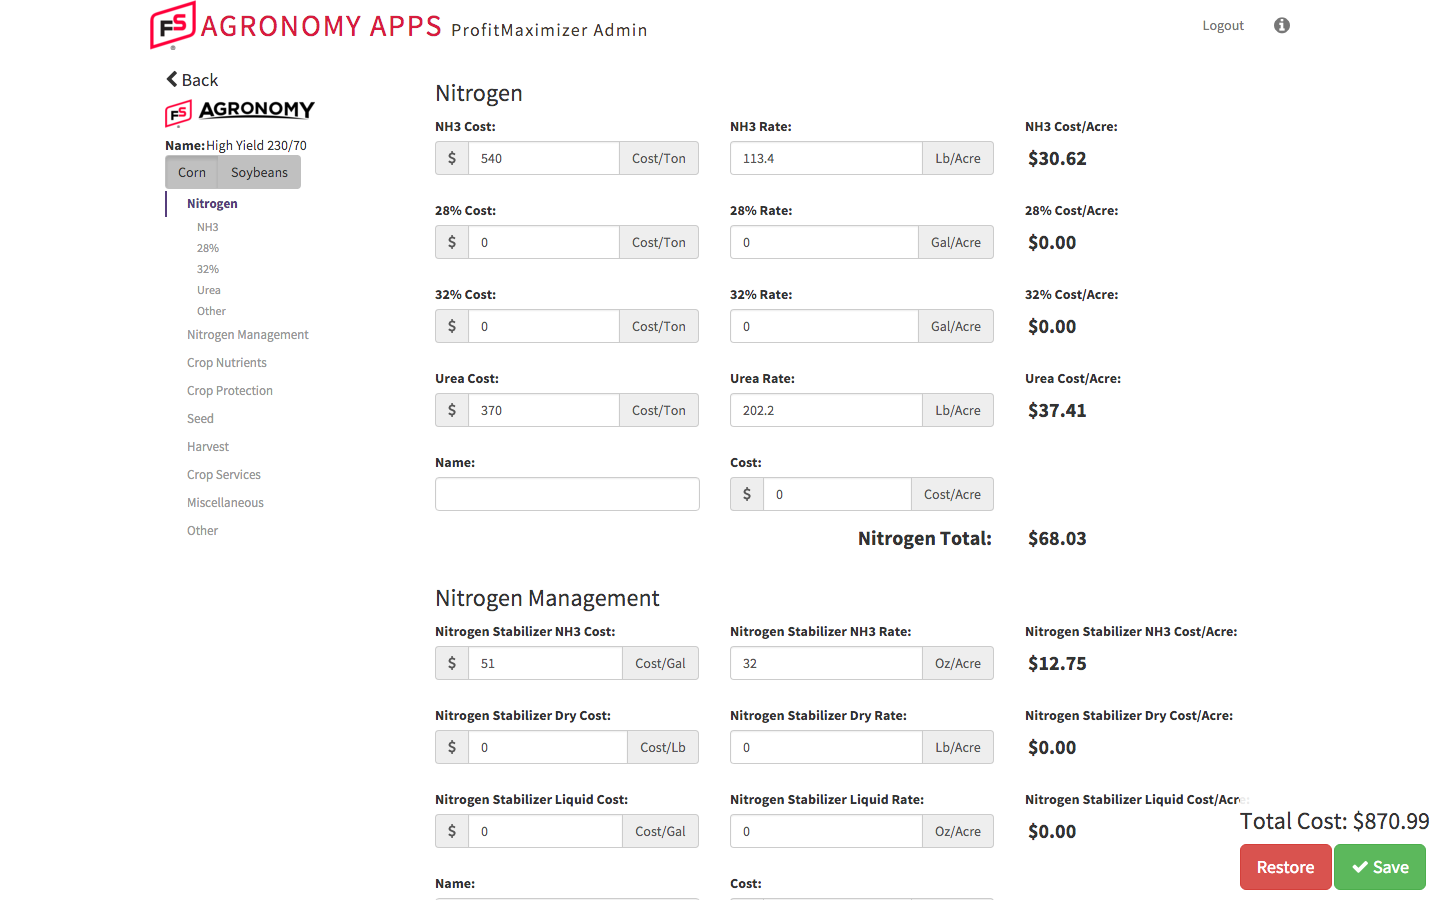 FS AGRONOMY APPS ProfitMaximizer Admin
Logout
Back
FS AGRONOMY
Name: High Yield 230/70
Corn Soybeans
Nitrogen
NH3
28%
32%
Urea
Other
Nitrogen Management
Crop Nutrients
Crop Protection
Seed
Harvest
Crop Services
Miscellaneous
Other
Nitrogen
NH3 Cost: NH3 Rate: NH3 Cost/Acre:
$ 540 Cost/Ton 113.4 Lb/Acre $30.62
28% Cost: 28% Rate: 28% Cost/Acre:
$ 0 Cost/Ton 0 Gal/Acre $0.00
32% Cost: 32% Rate: 32% Cost/Acre:
$ 0 Cost/Ton 0 Gal/Acre $0.00
Urea Cost: Urea Rate: Urea Cost/Acre:
$ 370 Cost/Ton 202.2 Lb/Acre $37.41
Name: Cost:
$ 0 Cost/Acre
Nitrogen Total: $68.03
Nitrogen Management
Nitrogen Stabilizer NH3 Cost: Nitrogen Stabilizer NH3 Rate: Nitrogen Stabilizer NH3 Cost/Acre:
$ 51 Cost/Gal 32 Oz/Acre $12.75
Nitrogen Stabilizer Dry Cost: Nitrogen Stabilizer Dry Rate: Nitrogen Stabilizer Dry Cost/Acre:
$ 0 Cost/Lb 0 Lb/Acre $0.00
Nitrogen Stabilizer Liquid Cost: Nitrogen Stabilizer Liquid Rate: Nitrogen Stabilizer Liquid Cost/Acre:
$ 0 Cost/Gal 0 Oz/Acre $0.00
Name: Cost:
Total Cost: $870.99
Restore Save